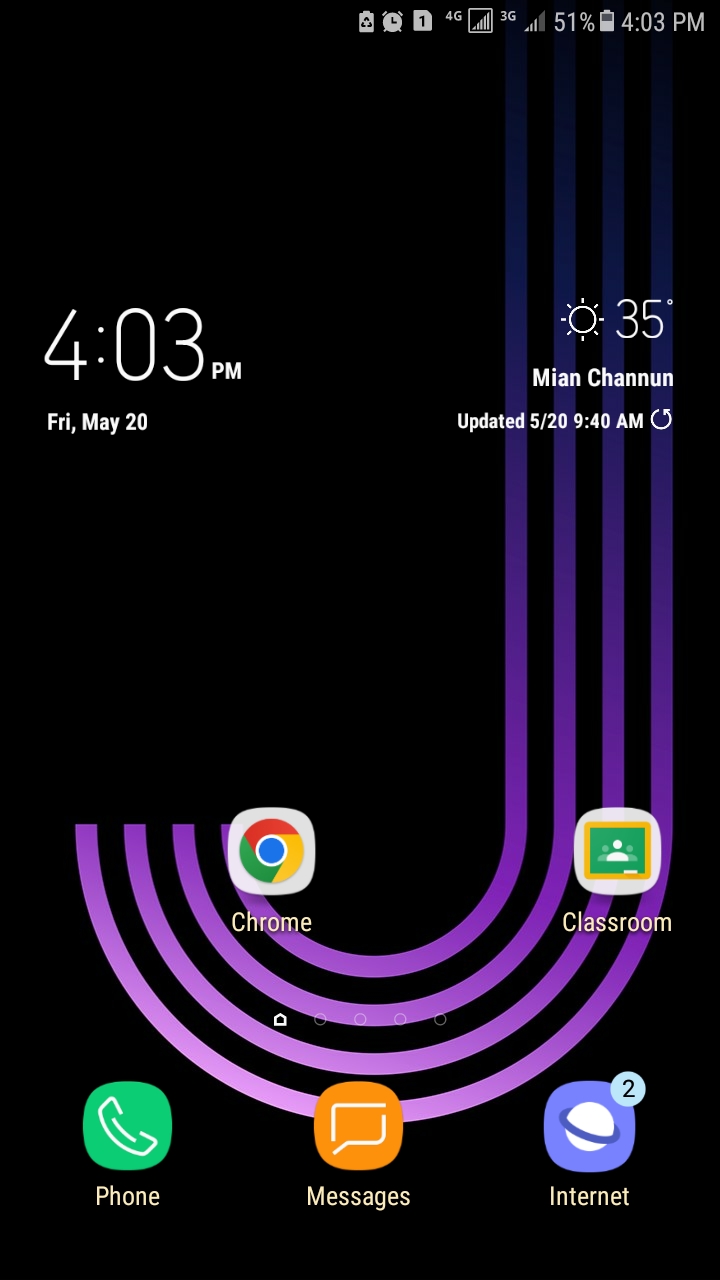 1 4G 3G 51% 4:03 PM
4:03 PM
35°
Mian Channun
Fri, May 20
Updated 5/20 9:40 AM
Chrome
Classroom
2
Phone
Messages
Internet